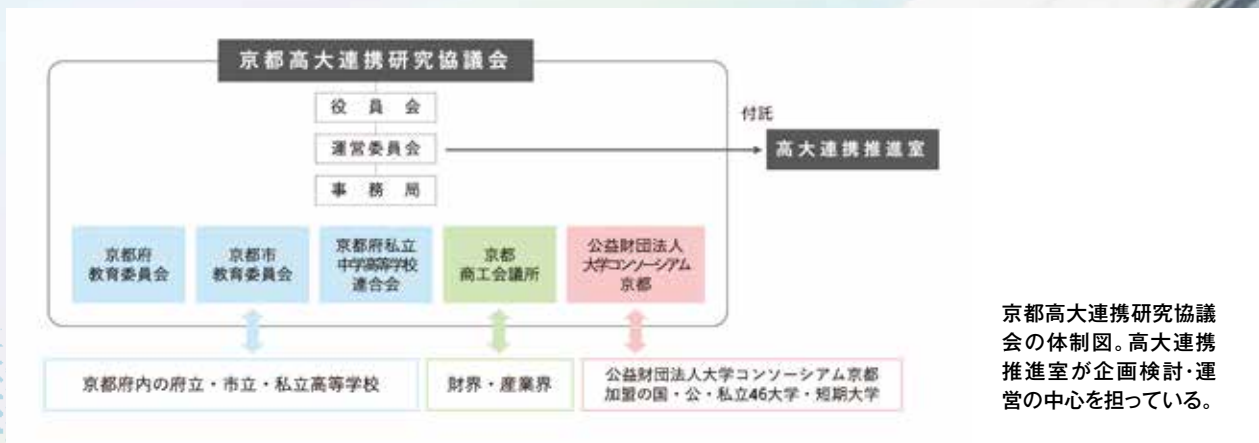 京都高大連携研究協議会
役員会
運営委員会
事務局
付託
高大連携推進室
京都府
教育委員会
京都市
教育委員会
京都府私立
中学高等学校
連合会
京都
商工会議所
公益財団法人
大学コンソーシアム
京都
京都府内の府立・市立・私立高等学校
財界・産業界
公益財団法人大学コンソーシアム京都
加盟の国・公・私立46大学・短期大学
京都高大連携研究協議
会の体制図。高大連携
推進室が企画検討・運
営の中心を担っている。